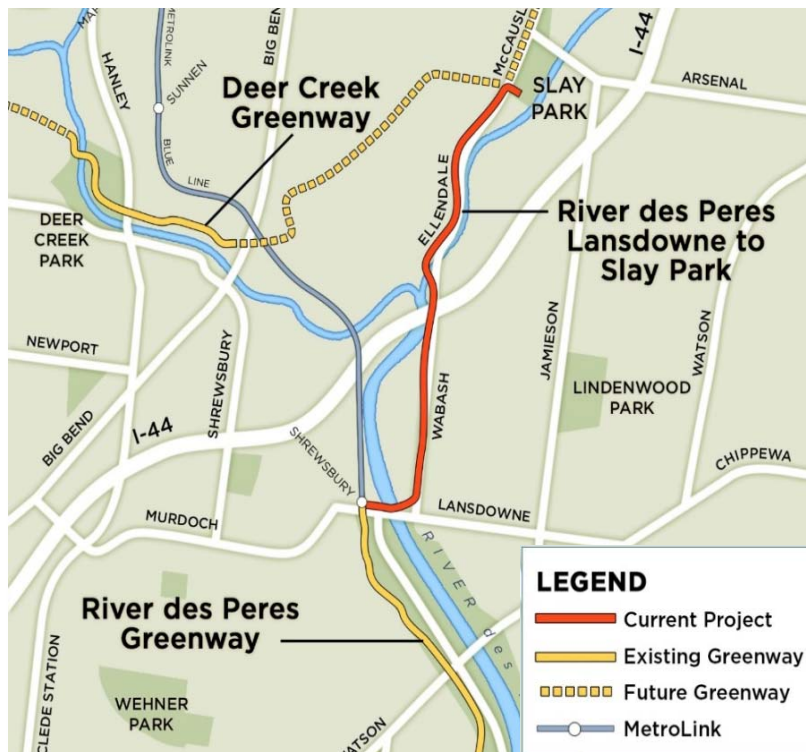 METROLINK
BIG BEND
McCAUSL
I-44
HANLEY
SUNNEN
Deer Creek
Greenway
SLAY
PARK
ARSENAL
BLUE
LINE
ELLENDALE
River des Peres
Lansdowne to
Slay Park
DEER
CREEK
PARK
NEWPORT
SHREWSBURY
JAMIESON
WATSON
LINDENWOOD
PARK
WABASH
BIG BEND
I-44
SHREWSBURY
CHIPPEWA
MURDOCH
LANSDOWNE
RIVER des
River des Peres
Greenway
WEHNER
PARK
CLEDE STATION
WATSON
LEGEND
Current Project
Existing Greenway
Future Greenway
MetroLink